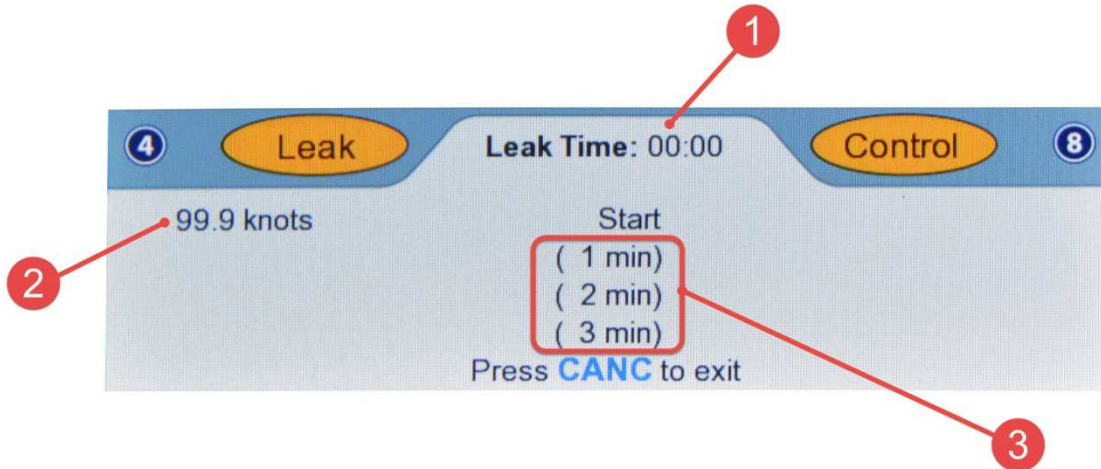 1
4 Leak Leak Time: 00:00 Control 8
99.9 knots Start
2
( 1 min)
( 2 min)
( 3 min)
Press CANC to exit
3